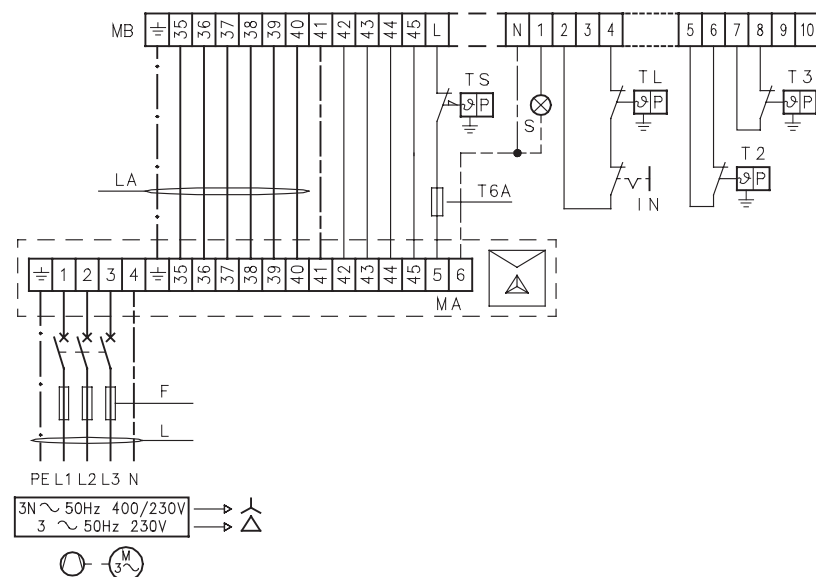 MB ⏚ 35 36 37 38 39 40 41 42 43 44 45 L N 1 2 3 4 5 6 7 8 9 10
TS
ϑ P
TL
ϑ P
T3
ϑ P
S
T2
ϑ P
LA
T6A
IN
⏚ 1 2 3 4 ⏚ 35 36 37 38 39 40 41 42 43 44 45 5 6
MA
F
L
PE L1 L2 L3 N
3N ~ 50Hz 400/230V
3 ~ 50Hz 230V
M
3~